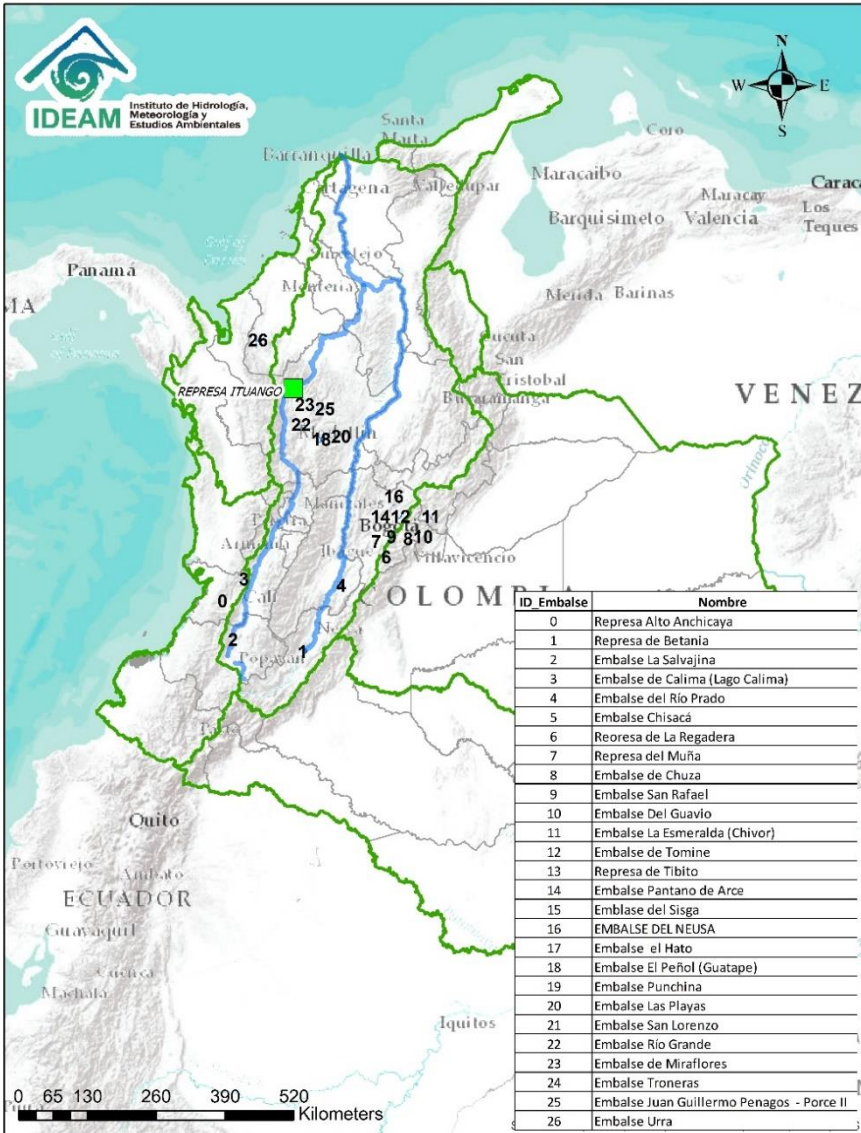 IDEAM
Instituto de Hidrología,
Meteorología y
Estudios Ambientales
N
W E
S
Santa
Marta
Barranquilla
Cartagena
Valledupar
Coro
Maracaibo
Maracay
Caraca
Los
Teques
Barquisimeto
Valencia
Panamá
MA
Sincelejo
Montería
Merida
Barinas
Cucuta
San
Cristobal
Bucaramanga
VENEZ
Orinoco
26
REPRESA ITUANGO
23
25
22
18
20
Manizales
16
14
12
11
Bogota
7
9
8
10
6
Villavicencio
Armenia
Ibague
3
0
Cali
4
COLOMBIA
2
1
Popayan
Pasto
Quito
Portoviejo
Ambato
ECUADOR
Guayaquil
Cuenca
Machala
Iquitos
0 65 130 260 390 520
Kilometers
ID_Embalse Nombre
0 Represa Alto Anchicaya
1 Represa de Betania
2 Embalse La Salvajina
3 Embalse de Calima (Lago Calima)
4 Embalse del Río Prado
5 Embalse Chisacá
6 Reoresa de La Regadera
7 Represa del Muña
8 Embalse de Chuza
9 Embalse San Rafael
10 Embalse Del Guavio
11 Embalse La Esmeralda (Chivor)
12 Embalse de Tomine
13 Represa de Tibito
14 Embalse Pantano de Arce
15 Emblase del Sisga
16 EMBALSE DEL NEUSA
17 Embalse el Hato
18 Embalse El Peñol (Guatape)
19 Embalse Punchina
20 Embalse Las Playas
21 Embalse San Lorenzo
22 Embalse Río Grande
23 Embalse de Miraflores
24 Embalse Troneras
25 Embalse Juan Guillermo Penagos - Porce II
26 Embalse Urra